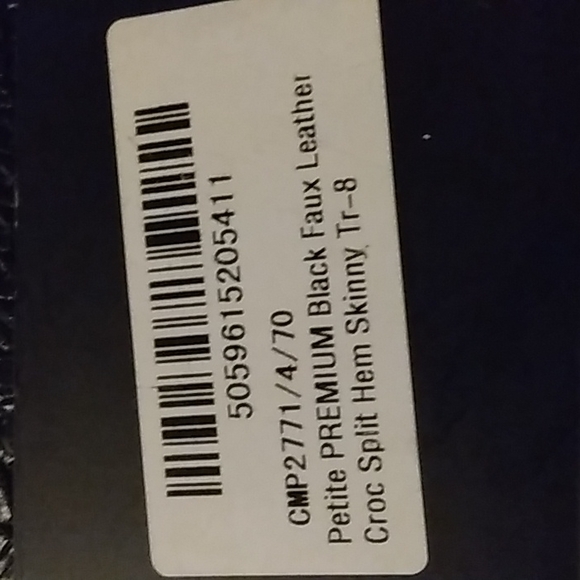 5059615205411
CMP2771/4/70
Petite PREMIUM Black Faux Leather
Croc Split Hem Skinny Tr-8